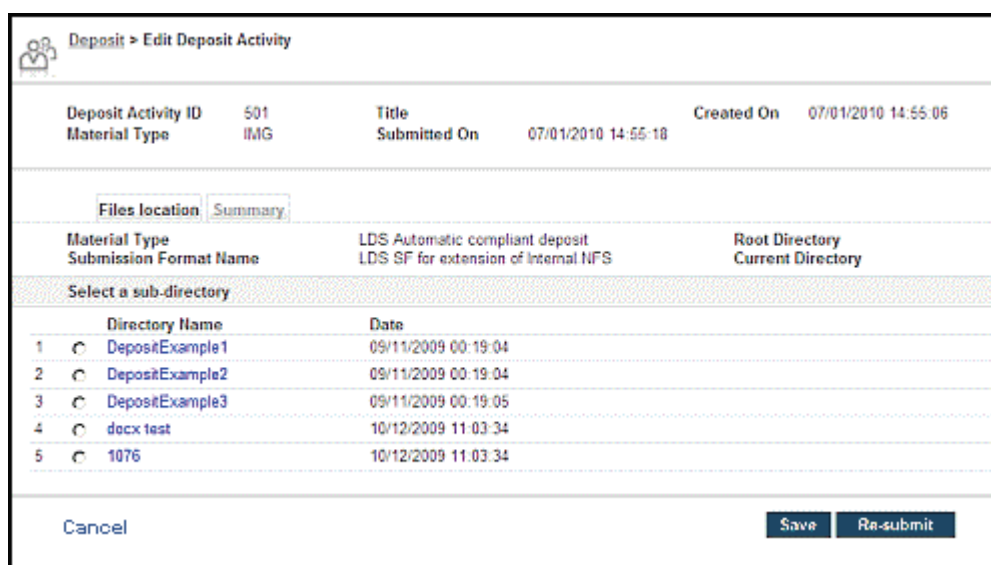 Deposit > Edit Deposit Activity
Deposit Activity ID 501 Title Created On 07/01/2010 14:55:06
Material Type IMG Submitted On 07/01/2010 14:55:18
Files location Summary
Material Type LDS Automatic compliant deposit Root Directory
Submission Format Name LDS SF for extension of Internal NFS Current Directory
Select a sub-directory
Directory Name Date
1 DepositExample1 09/11/2009 00:19:04
2 DepositExample2 09/11/2009 00:19:04
3 DepositExample3 09/11/2009 00:19:05
4 docx test 10/12/2009 11:03:34
5 1076 10/12/2009 11:03:34
Cancel Save Re-submit